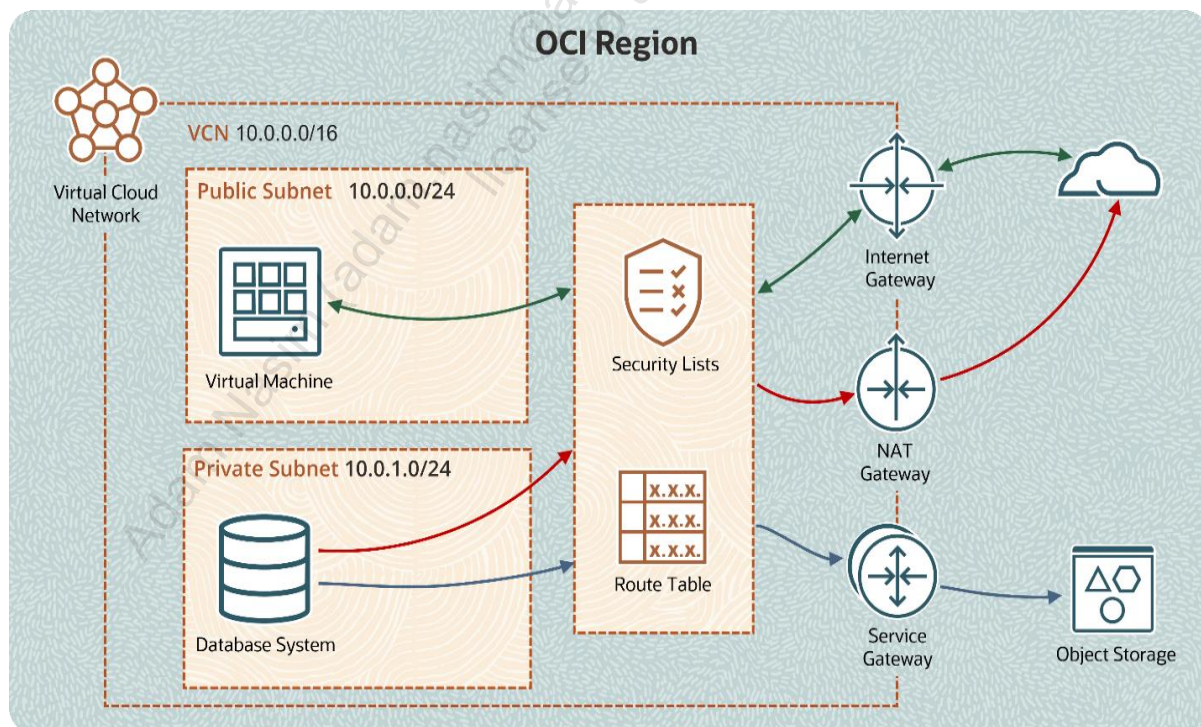 OCI Region
VCN 10.0.0.0/16
Virtual Cloud
Network
Public Subnet 10.0.0.0/24
Virtual Machine
Private Subnet 10.0.1.0/24
Database System
Security Lists
x.x.x.
x.x.x.
x.x.x.
Route Table
Internet
Gateway
NAT
Gateway
Service
Gateway
Object Storage
license